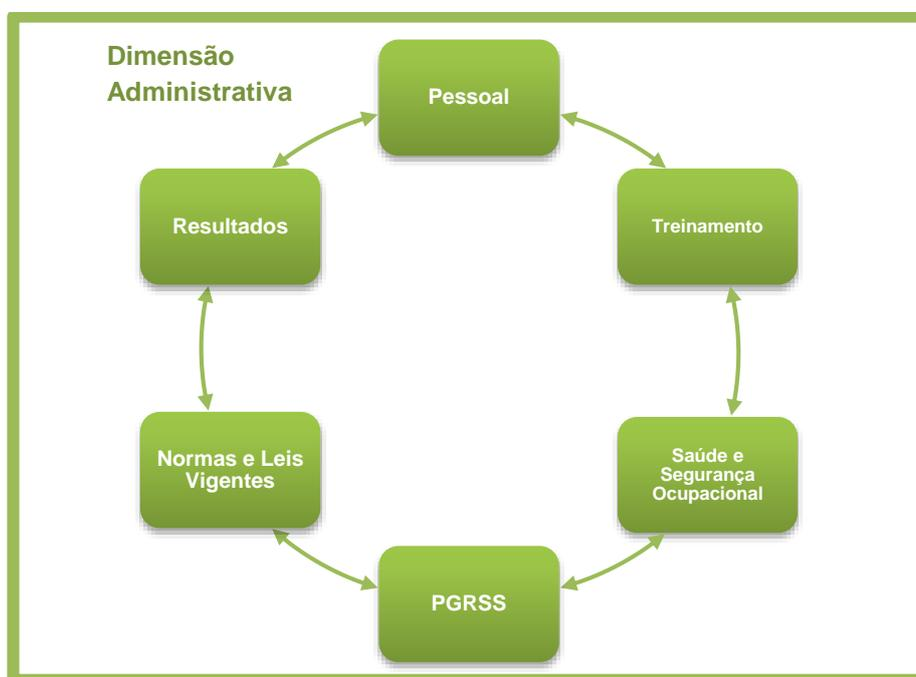 Dimensão
Administrativa
Pessoal
Treinamento
Saúde e
Segurança
Ocupacional
PGRSS
Normas e Leis
Vigentes
Resultados